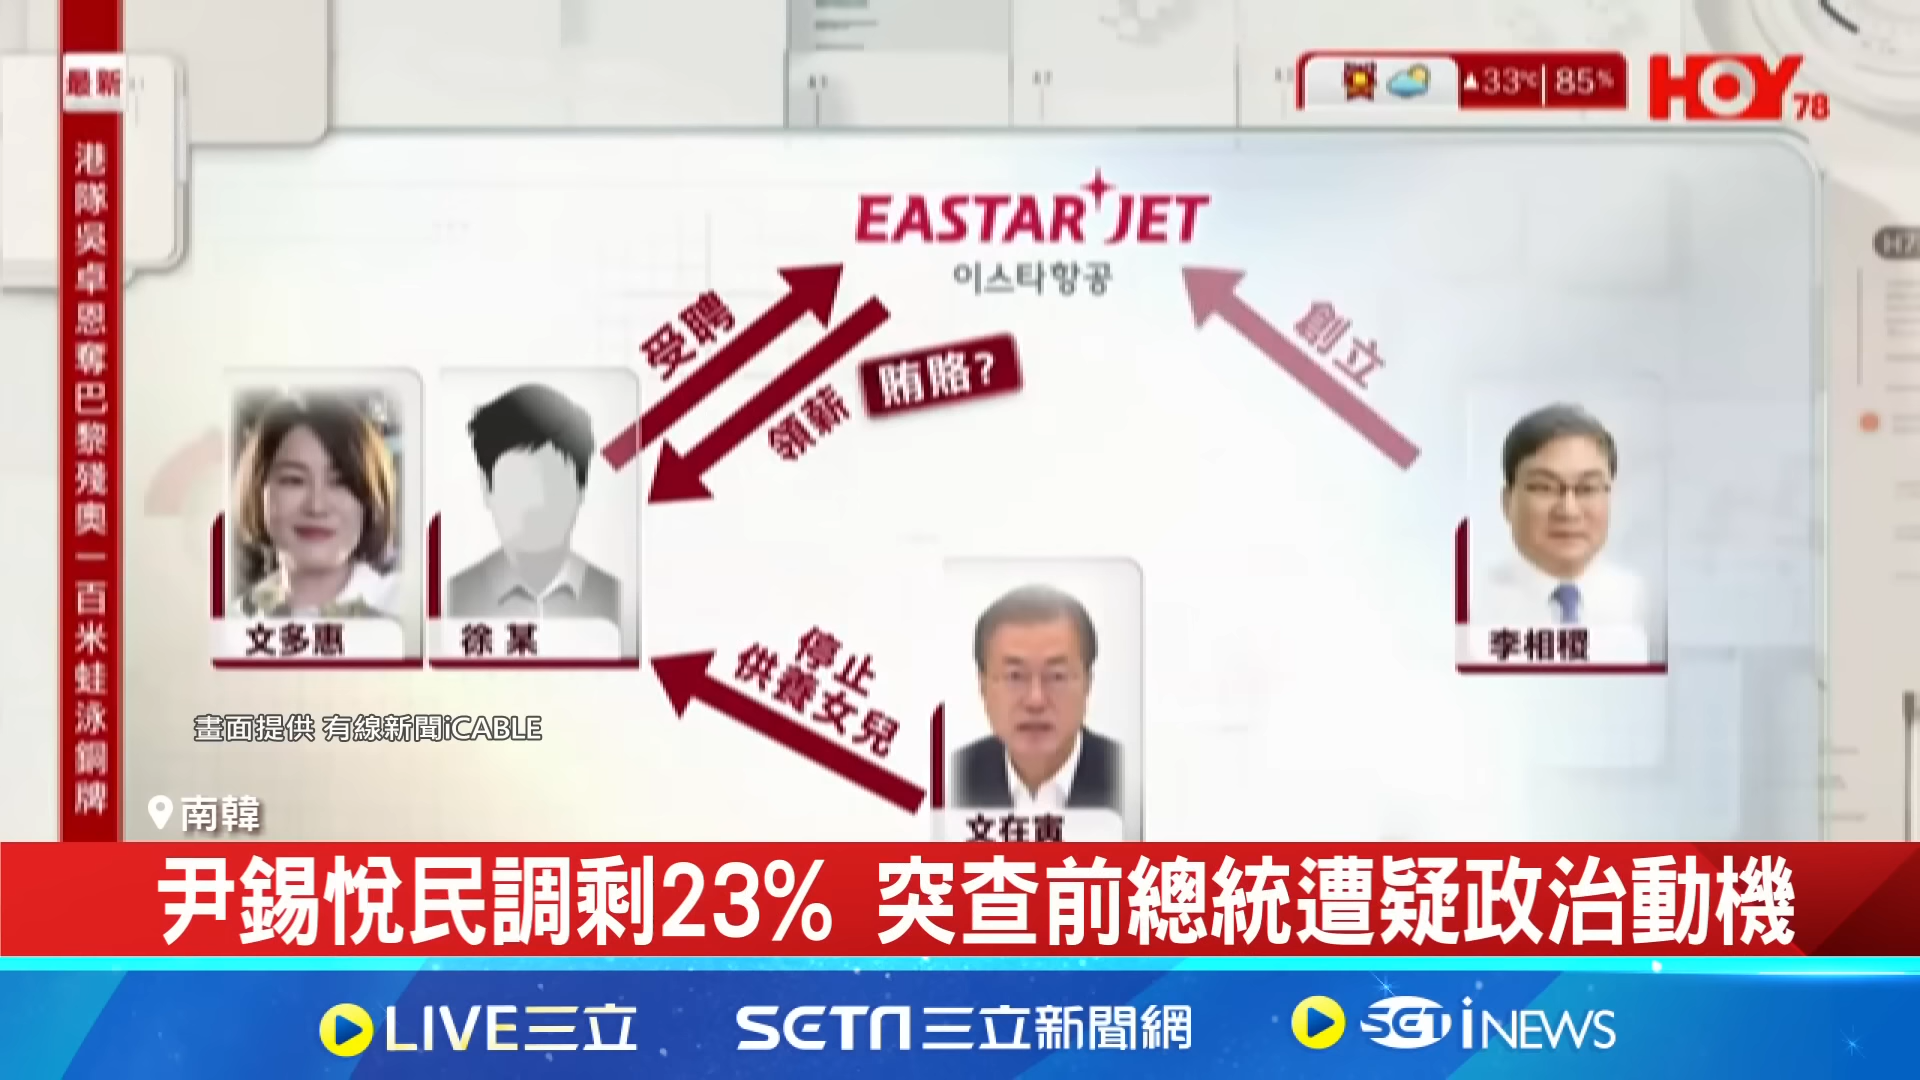 最新
港隊吳卓恩奪巴黎殘奧一百米蛙泳銅牌
▲33℃ 85%
HOY 78
EASTAR JET
이스타항공
受聘
領薪
賄賂?
創立
文多惠
徐某
李相稷
停止
供養女兒
文在寅
畫面提供 有線新聞iCABLE
南韓
尹錫悅民調剩23% 突查前總統遭疑政治動機
LIVE三立
SETN三立新聞網
SET iNEWS